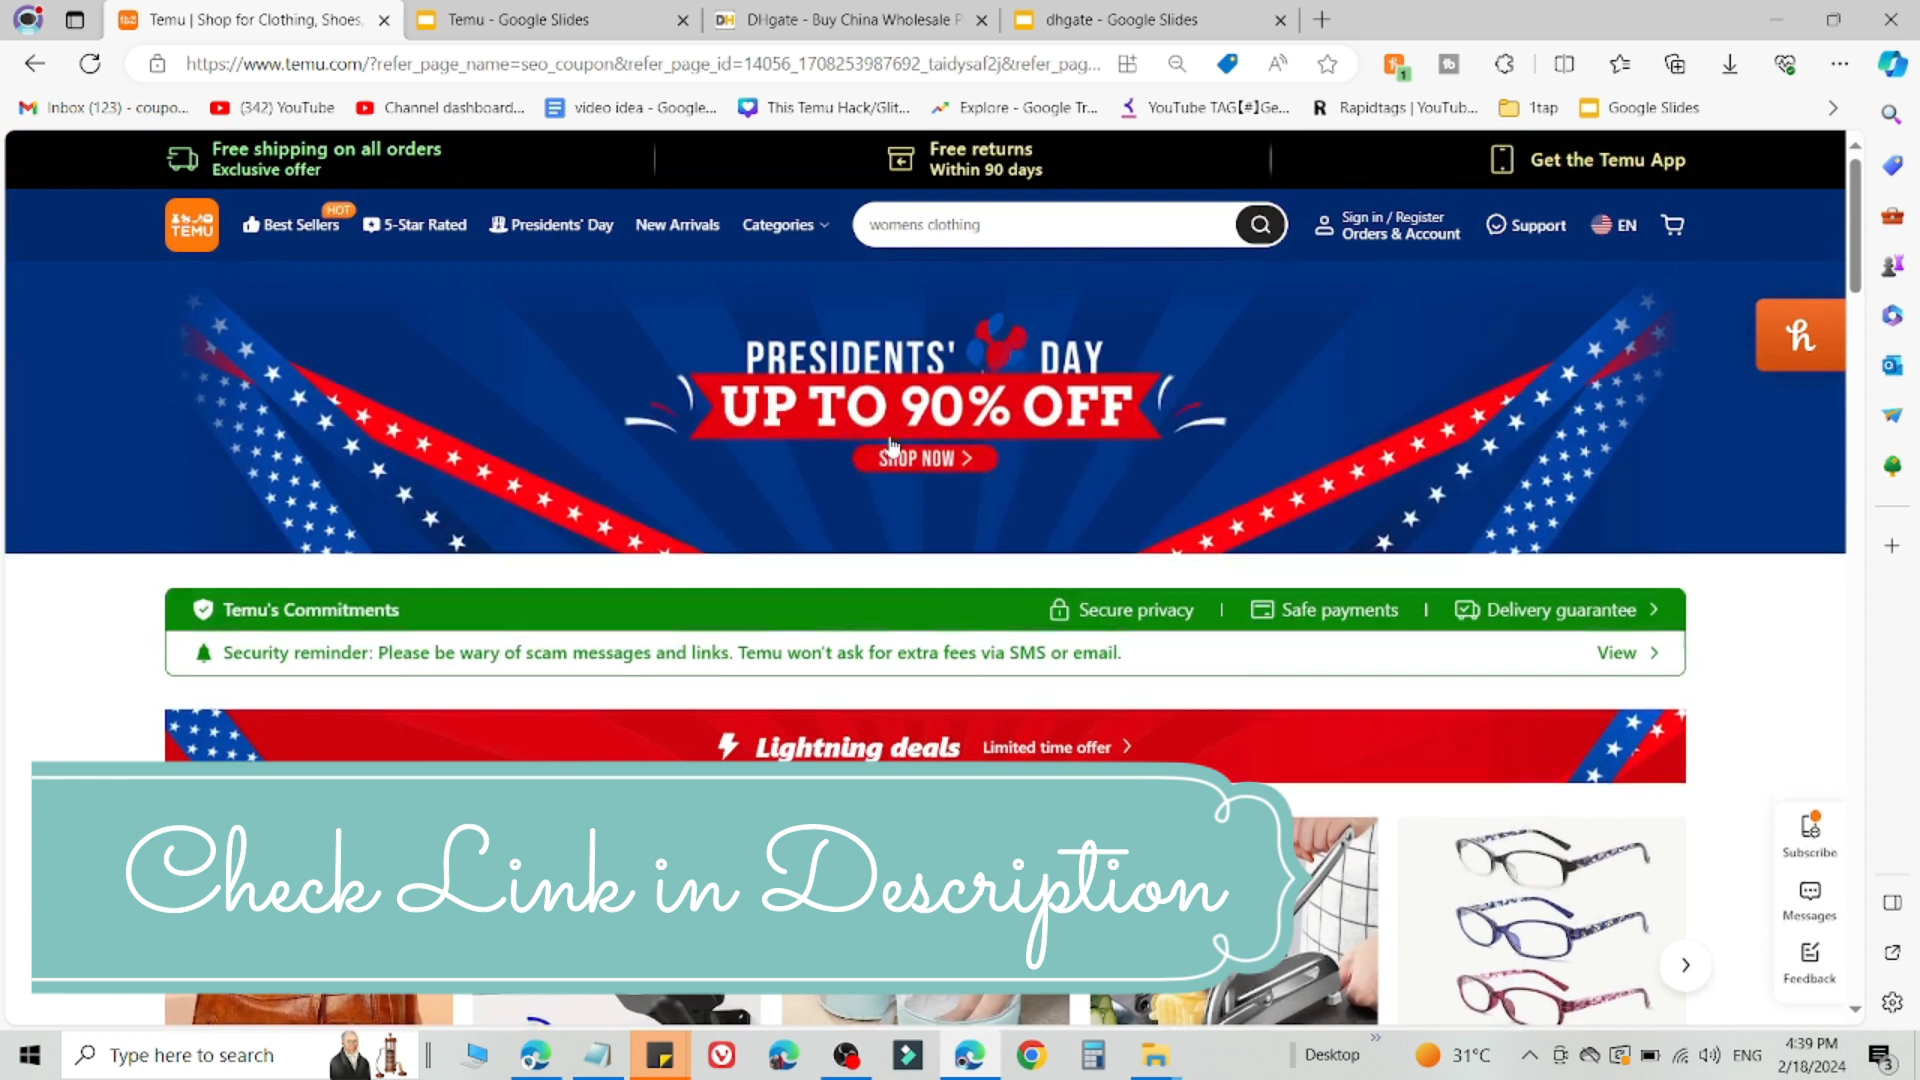 Temu | Shop for Clothing, Shoes,
Temu - Google Slides
DH
DHgate - Buy China Wholesale P
dhgate - Google Slides
https://www.temu.com/?refer_page_name=seo_coupon&refer_page_id=14056_1708253987692_taidysaf2j&refer_pag...
1
Inbox (123) - coupo...
(342) YouTube
Channel dashboard...
video idea - Google...
This Temu Hack/Glit...
Explore - Google Tr...
YouTube TAG【#】Ge...
R
Rapidtags | YouTub...
1tap
Google Slides
Free shipping on all orders
Exclusive offer
Free returns
Within 90 days
Get the Temu App
TEMU
Best Sellers
HOT
5-Star Rated
Presidents' Day
New Arrivals
Categories
womens clothing
Sign in / Register
Orders & Account
Support
EN
PRESIDENTS' DAY
UP TO 90% OFF
SHOP NOW >
h
Temu's Commitments
Secure privacy
Safe payments
Delivery guarantee >
Security reminder: Please be wary of scam messages and links. Temu won't ask for extra fees via SMS or email.
View >
Lightning deals
Limited time offer >
Check Link in Description
Subscribe
Messages
Feedback
Type here to search
Desktop
31°C
ENG
4:39 PM
2/18/2024
3